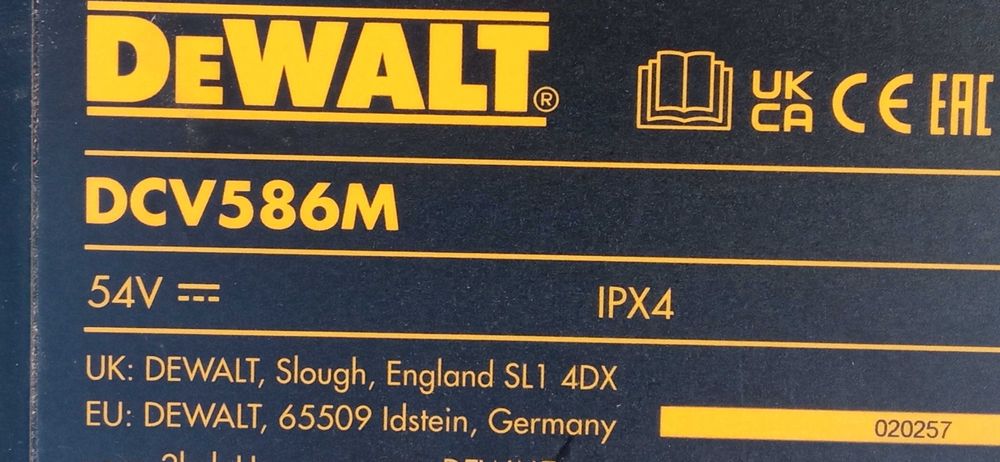 DEWALT®
UK CA CE EAC
DCV586M
54V IPX4
UK: DEWALT, Slough, England SL1 4DX
EU: DEWALT, 65509 Idstein, Germany
020257